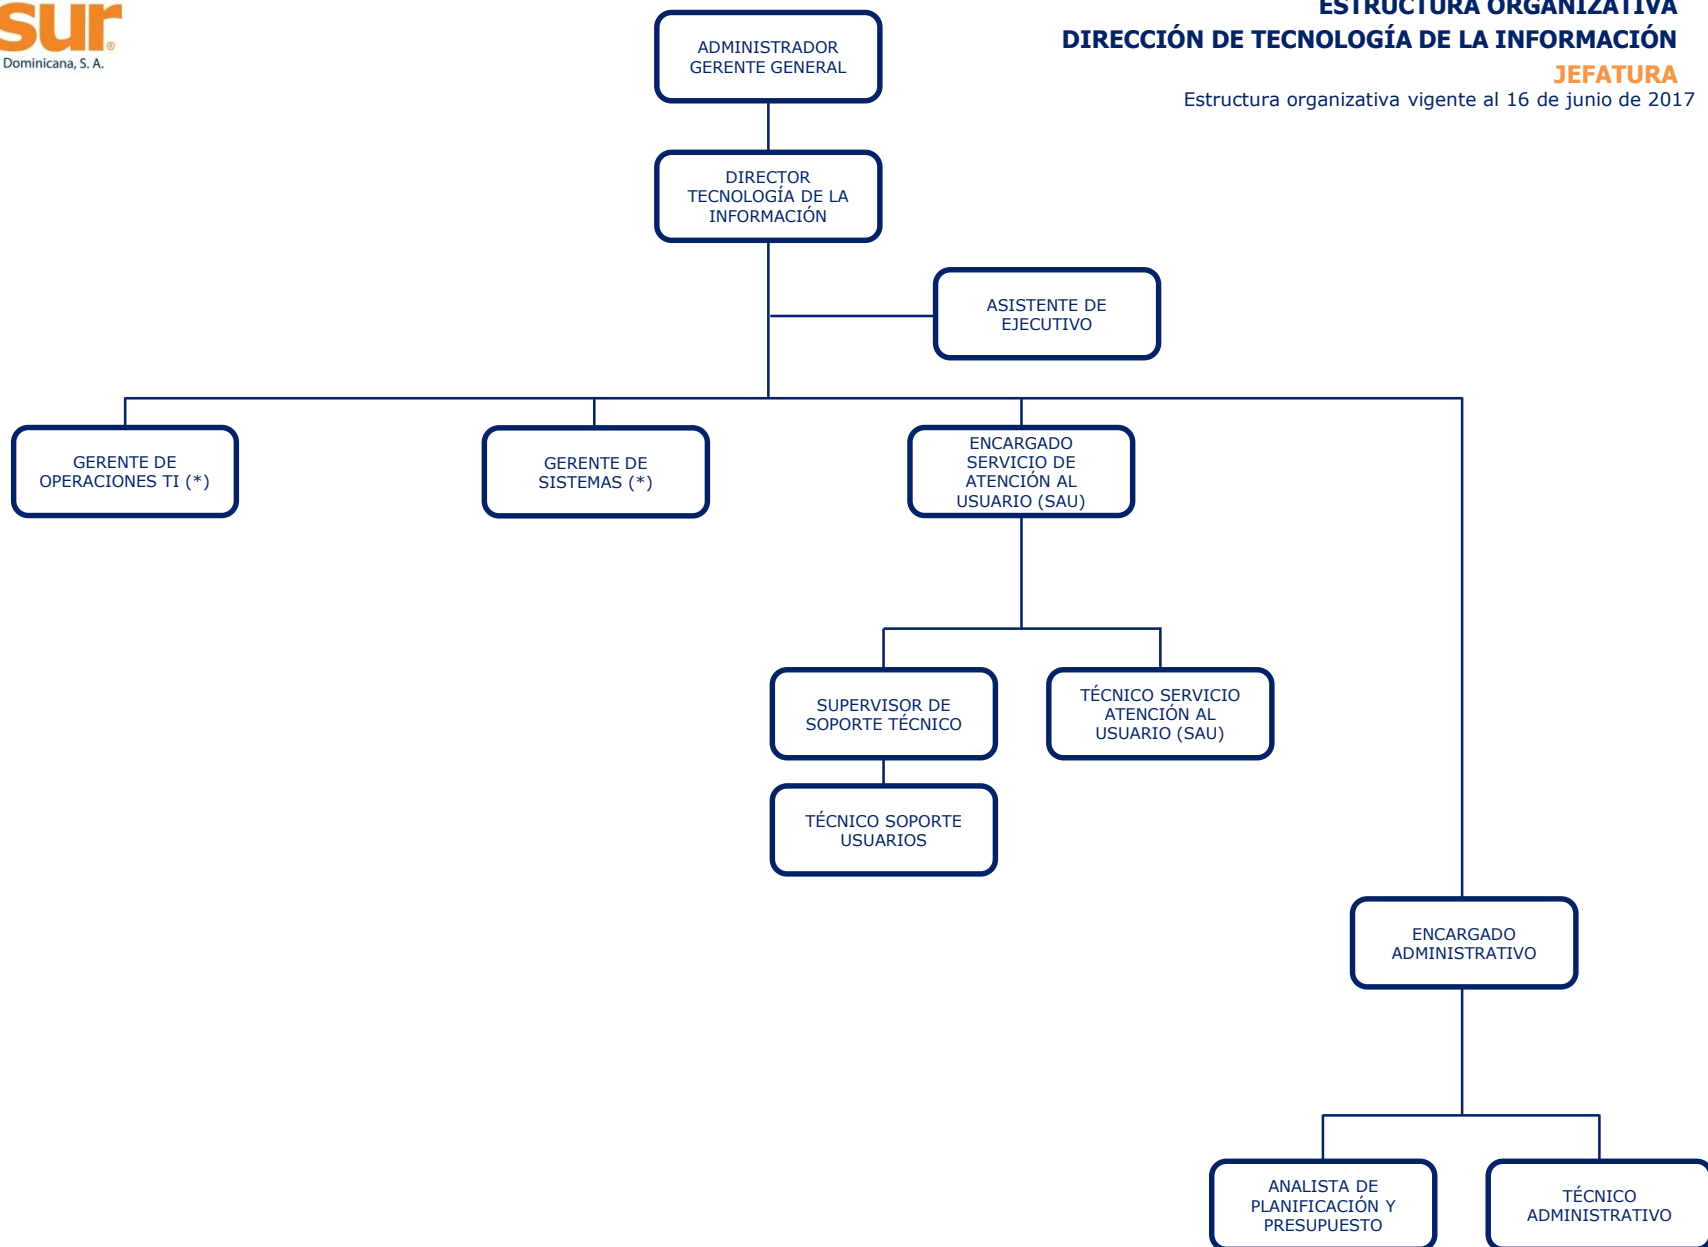 sur®
Dominicana, S. A.
ESTRUCTURA ORGANIZATIVA
DIRECCIÓN DE TECNOLOGÍA DE LA INFORMACIÓN
JEFATURA
Estructura organizativa vigente al 16 de junio de 2017
ADMINISTRADOR
GERENTE GENERAL
DIRECTOR
TECNOLOGÍA DE LA
INFORMACIÓN
ASISTENTE DE
EJECUTIVO
GERENTE DE
OPERACIONES TI (*)
GERENTE DE
SISTEMAS (*)
ENCARGADO
SERVICIO DE
ATENCIÓN AL
USUARIO (SAU)
SUPERVISOR DE
SOPORTE TÉCNICO
TÉCNICO SERVICIO
ATENCIÓN AL
USUARIO (SAU)
TÉCNICO SOPORTE
USUARIOS
ENCARGADO
ADMINISTRATIVO
ANALISTA DE
PLANIFICACIÓN Y
PRESUPUESTO
TÉCNICO
ADMINISTRATIVO